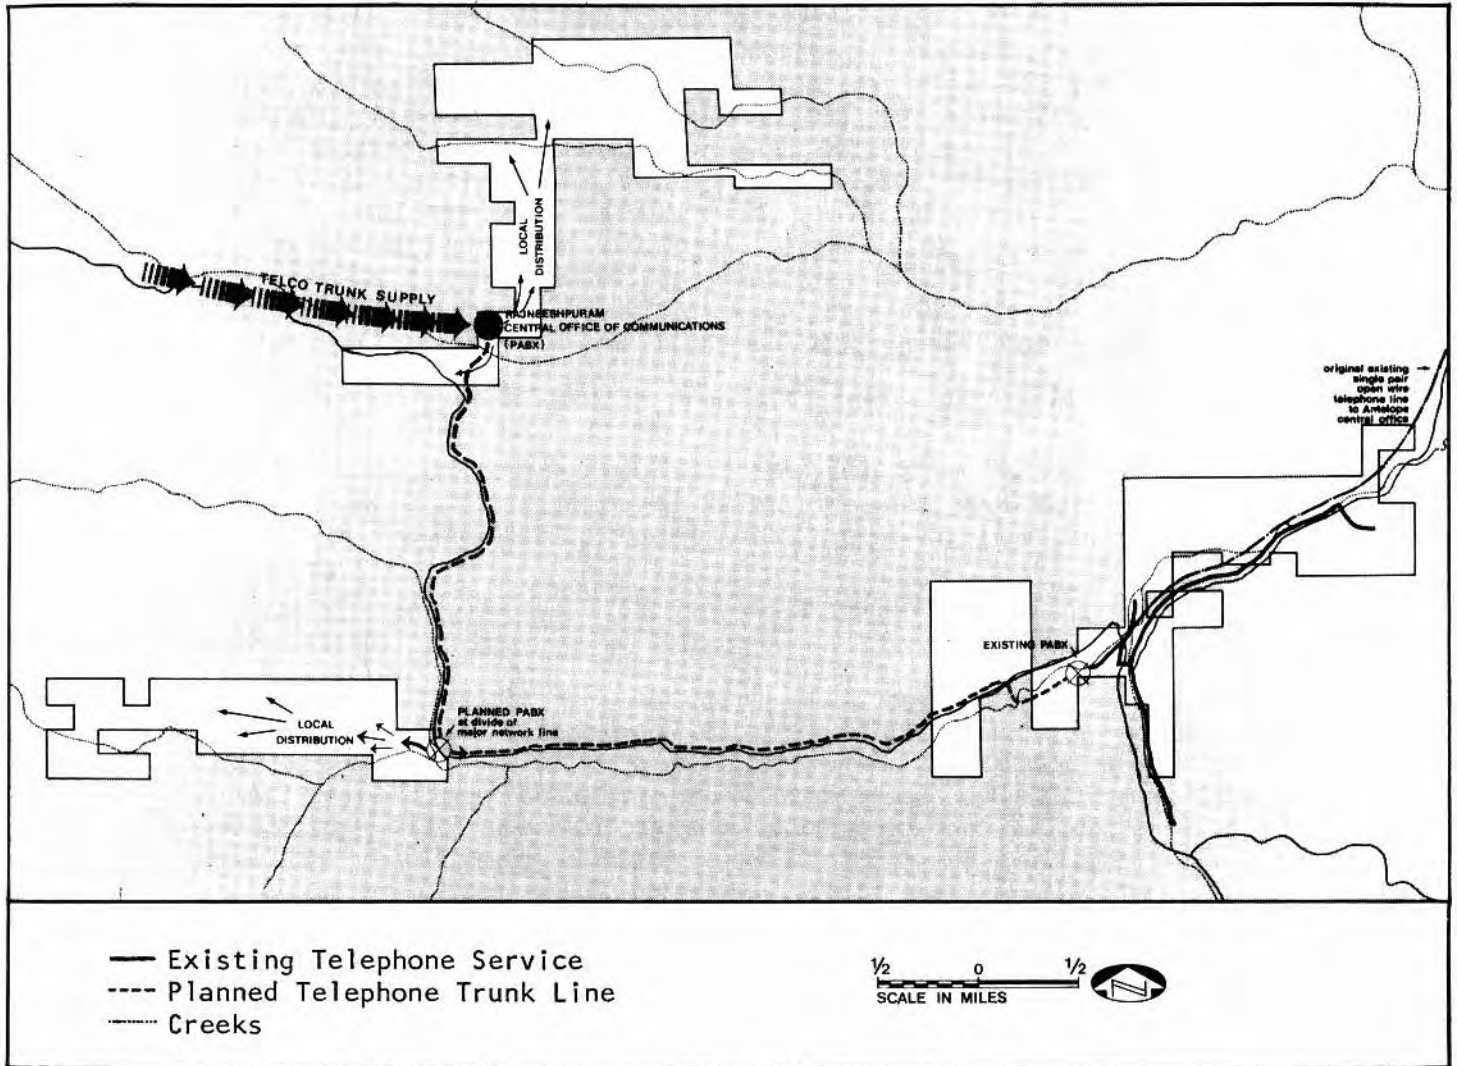 LOCAL
DISTRIBUTION
TELCO TRUNK SUPPLY
RAJNEESHPURAM
CENTRAL OFFICE OF COMMUNICATIONS
(PABX)
original existing
single pair
open wire
telephone line
to Antelope
central office
EXISTING PABX
PLANNED PABX
at divide of
major network line
LOCAL
DISTRIBUTION
Existing Telephone Service
Planned Telephone Trunk Line
Creeks
½ 0 ½
SCALE IN MILES
N